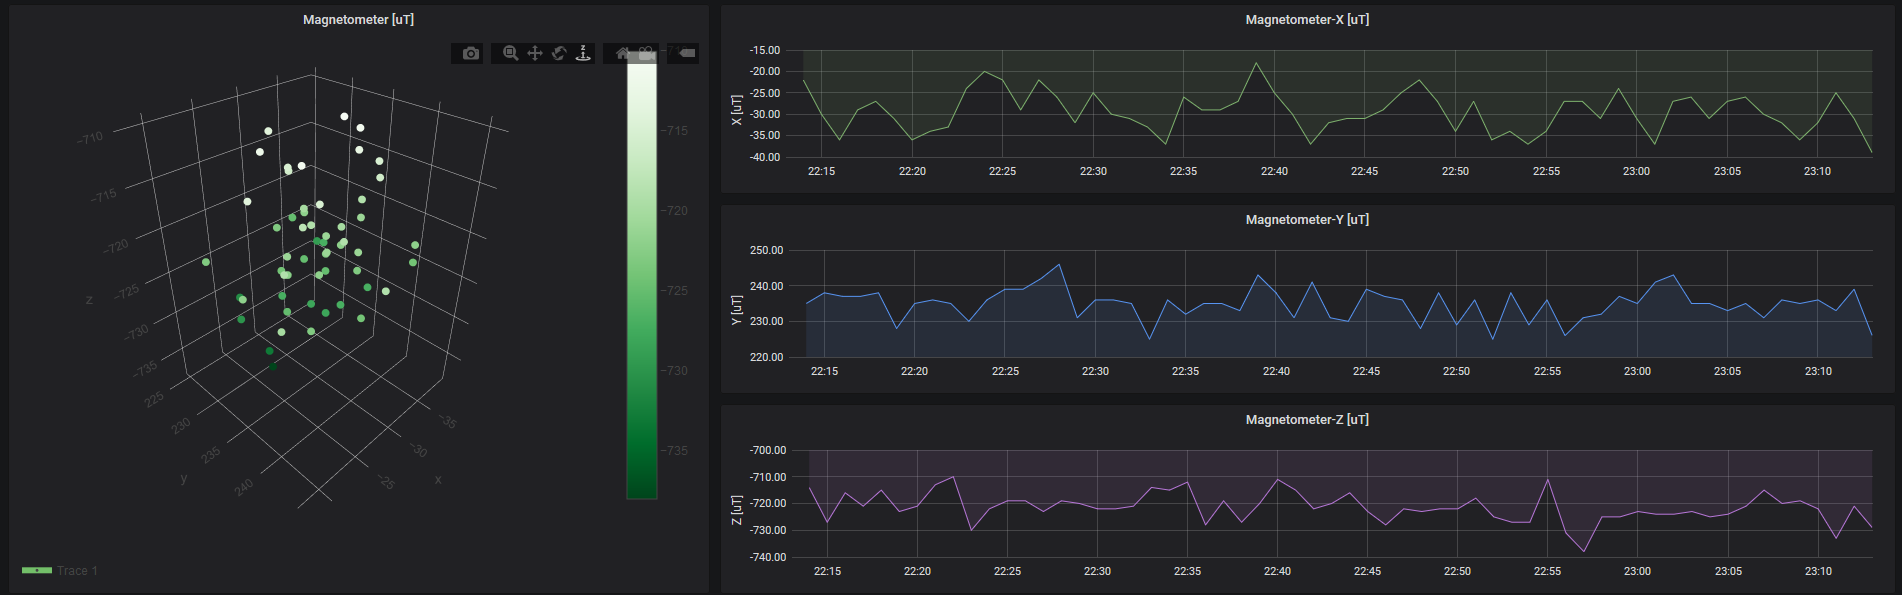 Magnetometer [uT]
-710
-715
-720
-725
-730
-735
z
225
230
235
240
y
-35
-30
-25
x
-715
-720
-725
-730
-735
Trace 1
Magnetometer-X [uT]
X [uT]
-15.00
-20.00
-25.00
-30.00
-35.00
-40.00
22:15 22:20 22:25 22:30 22:35 22:40 22:45 22:50 22:55 23:00 23:05 23:10
Magnetometer-Y [uT]
Y [uT]
250.00
240.00
230.00
220.00
22:15 22:20 22:25 22:30 22:35 22:40 22:45 22:50 22:55 23:00 23:05 23:10
Magnetometer-Z [uT]
Z [uT]
-700.00
-710.00
-720.00
-730.00
-740.00
22:15 22:20 22:25 22:30 22:35 22:40 22:45 22:50 22:55 23:00 23:05 23:10